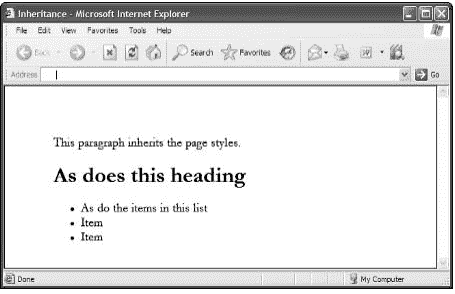 Inheritance - Microsoft Internet Explorer
File Edit View Favorites Tools Help
Back Search Favorites
Address Go
This paragraph inherits the page styles.
As does this heading
• As do the items in this list
• Item
• Item
Done My Computer